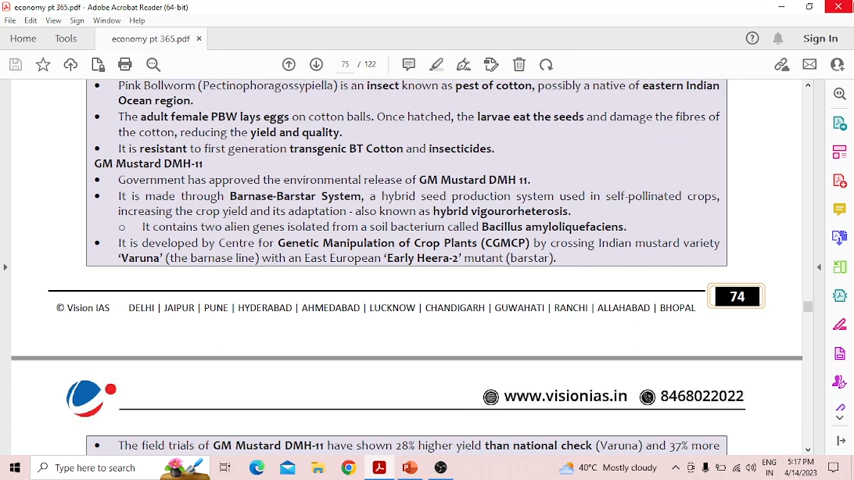 economy pt 365.pdf - Adobe Acrobat Reader (64-bit)
File Edit View Sign Window Help
Home Tools economy pt 365.pdf × Sign In
75 / 122
• Pink Bollworm (Pectinophoragossypiella) is an insect known as pest of cotton, possibly a native of eastern Indian
Ocean region.
• The adult female PBW lays eggs on cotton balls. Once hatched, the larvae eat the seeds and damage the fibres of
the cotton, reducing the yield and quality.
• It is resistant to first generation transgenic BT Cotton and insecticides.
GM Mustard DMH-11
• Government has approved the environmental release of GM Mustard DMH 11.
• It is made through Barnase-Barstar System, a hybrid seed production system used in self-pollinated crops,
increasing the crop yield and its adaptation - also known as hybrid vigourorheterosis.
o It contains two alien genes isolated from a soil bacterium called Bacillus amyloliquefaciens.
• It is developed by Centre for Genetic Manipulation of Crop Plants (CGMCP) by crossing Indian mustard variety
'Varuna' (the barnase line) with an East European 'Early Heera-2' mutant (barstar).
74
© Vision IAS DELHI | JAIPUR | PUNE | HYDERABAD | AHMEDABAD | LUCKNOW | CHANDIGARH | GUWAHATI | RANCHI | ALLAHABAD | BHOPAL
www.visionias.in 8468022022
• The field trials of GM Mustard DMH-11 have shown 28% higher yield than national check (Varuna) and 37% more
Type here to search 40°C Mostly cloudy ENG 5:17 PM
IN 4/14/2023